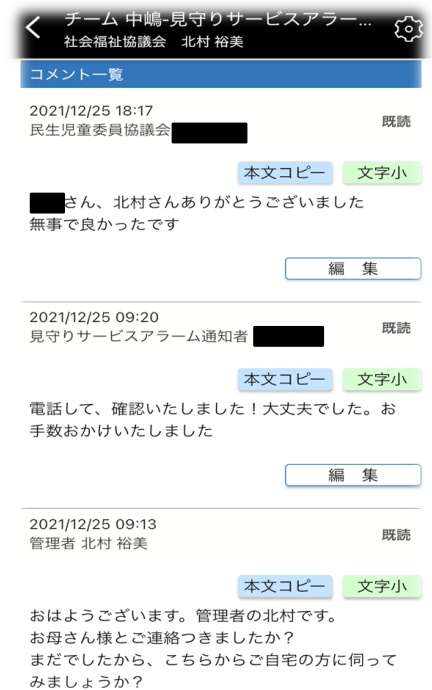 チーム 中嶋-見守りサービスアラー...
社会福祉協議会　北村 裕美
コメント一覧
2021/12/25 18:17
民生児童委員協議会
既読
本文コピー
文字小
さん、北村さんありがとうございました
無事で良かったです
編　集
2021/12/25 09:20
見守りサービスアラーム通知者
既読
本文コピー
文字小
電話して、確認いたしました！大丈夫でした。お
手数おかけいたしました
編　集
2021/12/25 09:13
管理者 北村 裕美
既読
本文コピー
文字小
おはようございます。管理者の北村です。
お母さん様とご連絡つきましたか？
まだでしたから、こちらからご自宅の方に伺って
みましょうか？